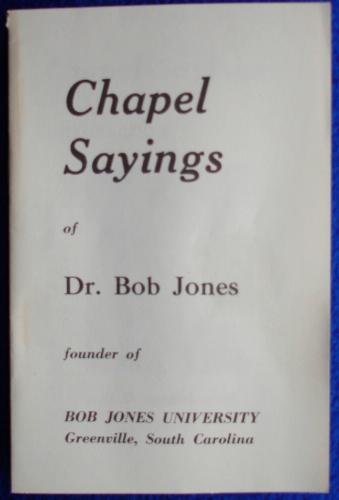 Chapel
Sayings
of
Dr. Bob Jones
founder of
BOB JONES UNIVERSITY
Greenville, South Carolina